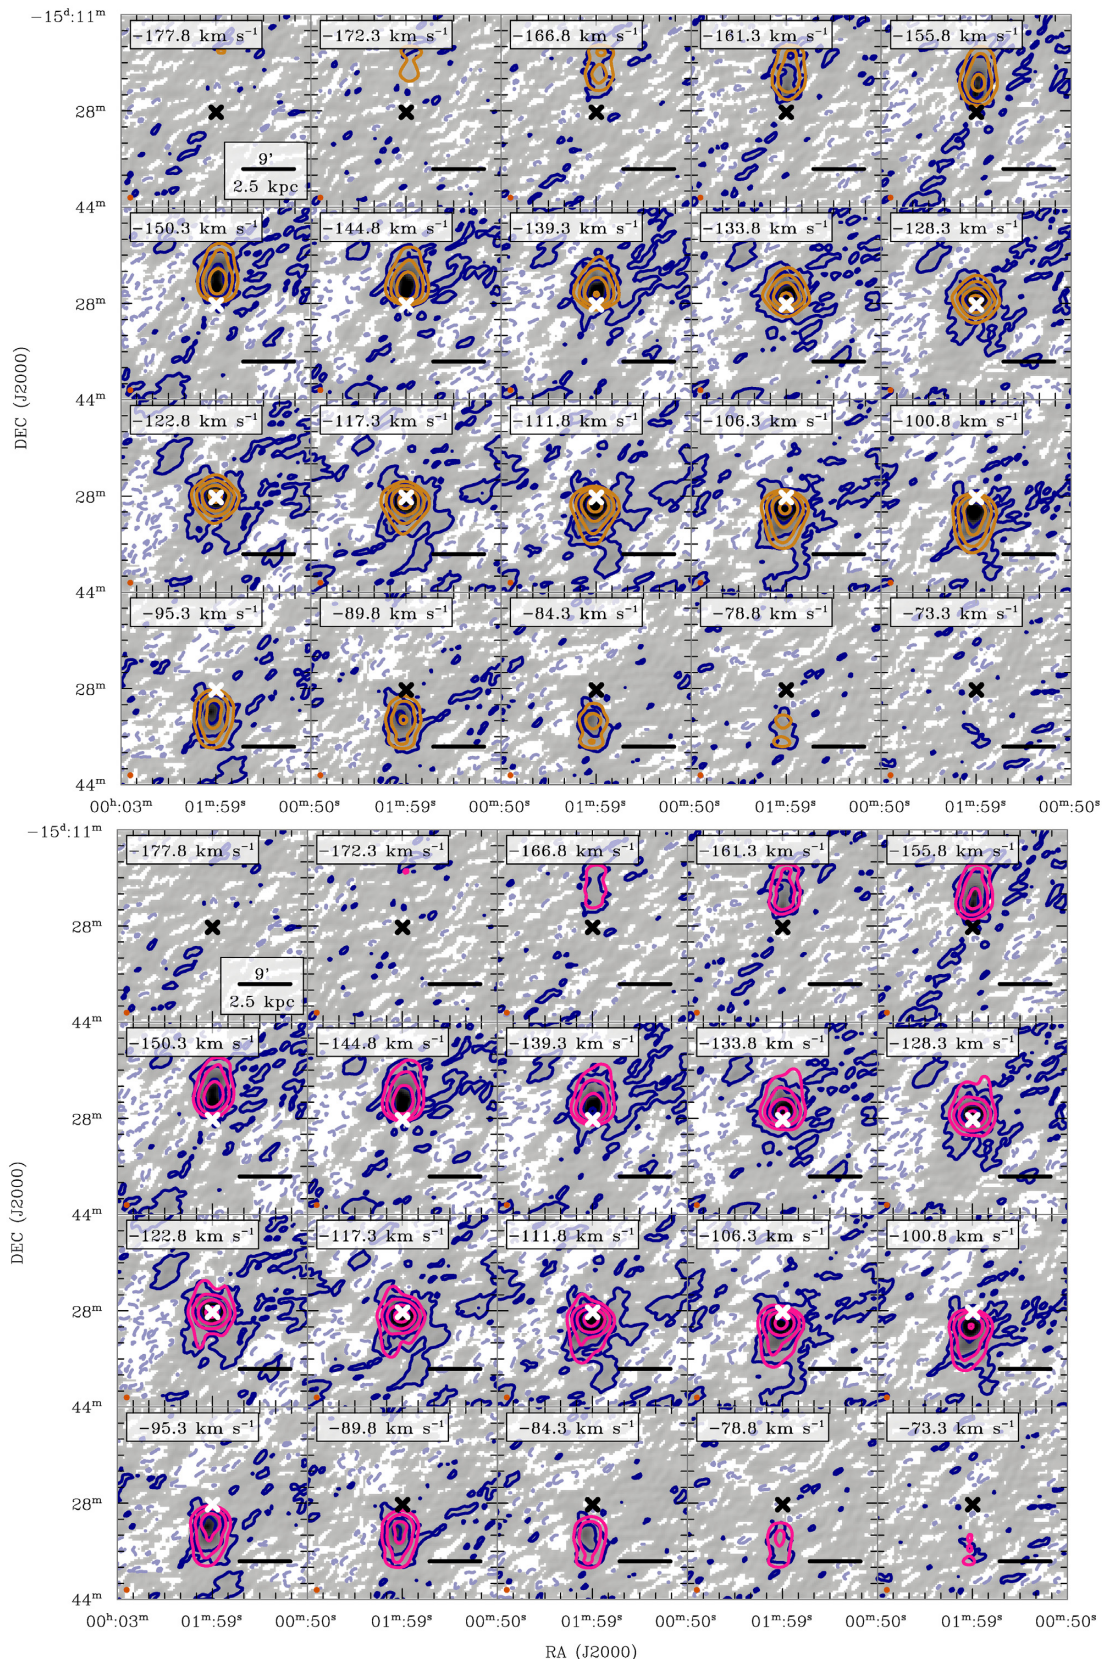 −15ᵈ:11ᵐ
−177.8 km s⁻¹ −172.3 km s⁻¹ −166.8 km s⁻¹ −161.3 km s⁻¹ −155.8 km s⁻¹
28ᵐ
9'
2.5 kpc
44ᵐ
−150.3 km s⁻¹ −144.8 km s⁻¹ −139.3 km s⁻¹ −133.8 km s⁻¹ −128.3 km s⁻¹
28ᵐ
DEC (J2000)
44ᵐ
−122.8 km s⁻¹ −117.3 km s⁻¹ −111.8 km s⁻¹ −106.3 km s⁻¹ −100.8 km s⁻¹
28ᵐ
44ᵐ
−95.3 km s⁻¹ −89.8 km s⁻¹ −84.3 km s⁻¹ −78.8 km s⁻¹ −73.3 km s⁻¹
28ᵐ
44ᵐ
00ʰ:03ᵐ 01ᵐ:59ˢ 00ᵐ:50ˢ 01ᵐ:59ˢ 00ᵐ:50ˢ 01ᵐ:59ˢ 00ᵐ:50ˢ 01ᵐ:59ˢ 00ᵐ:50ˢ 01ᵐ:59ˢ 00ᵐ:50ˢ
−15ᵈ:11ᵐ
−177.8 km s⁻¹ −172.3 km s⁻¹ −166.8 km s⁻¹ −161.3 km s⁻¹ −155.8 km s⁻¹
28ᵐ
9'
2.5 kpc
44ᵐ
−150.3 km s⁻¹ −144.8 km s⁻¹ −139.3 km s⁻¹ −133.8 km s⁻¹ −128.3 km s⁻¹
28ᵐ
DEC (J2000)
44ᵐ
−122.8 km s⁻¹ −117.3 km s⁻¹ −111.8 km s⁻¹ −106.3 km s⁻¹ −100.8 km s⁻¹
28ᵐ
44ᵐ
−95.3 km s⁻¹ −89.8 km s⁻¹ −84.3 km s⁻¹ −78.8 km s⁻¹ −73.3 km s⁻¹
28ᵐ
44ᵐ
00ʰ:03ᵐ 01ᵐ:59ˢ 00ᵐ:50ˢ 01ᵐ:59ˢ 00ᵐ:50ˢ 01ᵐ:59ˢ 00ᵐ:50ˢ 01ᵐ:59ˢ 00ᵐ:50ˢ 01ᵐ:59ˢ 00ᵐ:50ˢ
RA (J2000)